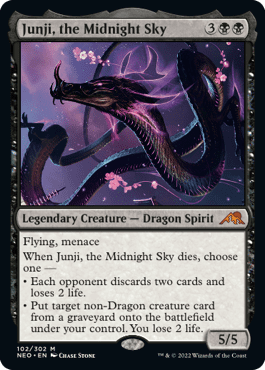 Junji, the Midnight Sky 3
Legendary Creature — Dragon Spirit
Flying, menace
When Junji, the Midnight Sky dies, choose
one —
• Each opponent discards two cards and
loses 2 life.
• Put target non-Dragon creature card
from a graveyard onto the battlefield
under your control. You lose 2 life.
5/5
102/302 M
NEO • EN CHASE STONE
™ & © 2022 Wizards of the Coast